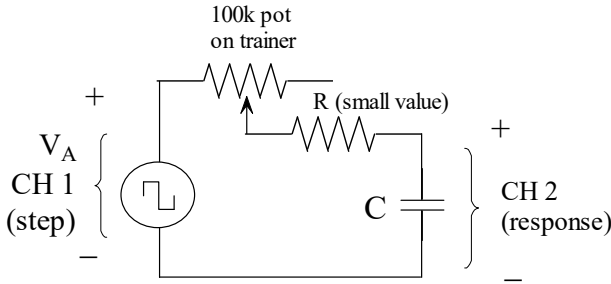 100k pot
on trainer
R (small value)
+
V_A
CH 1
(step)
−
C
+
CH 2
(response)
−